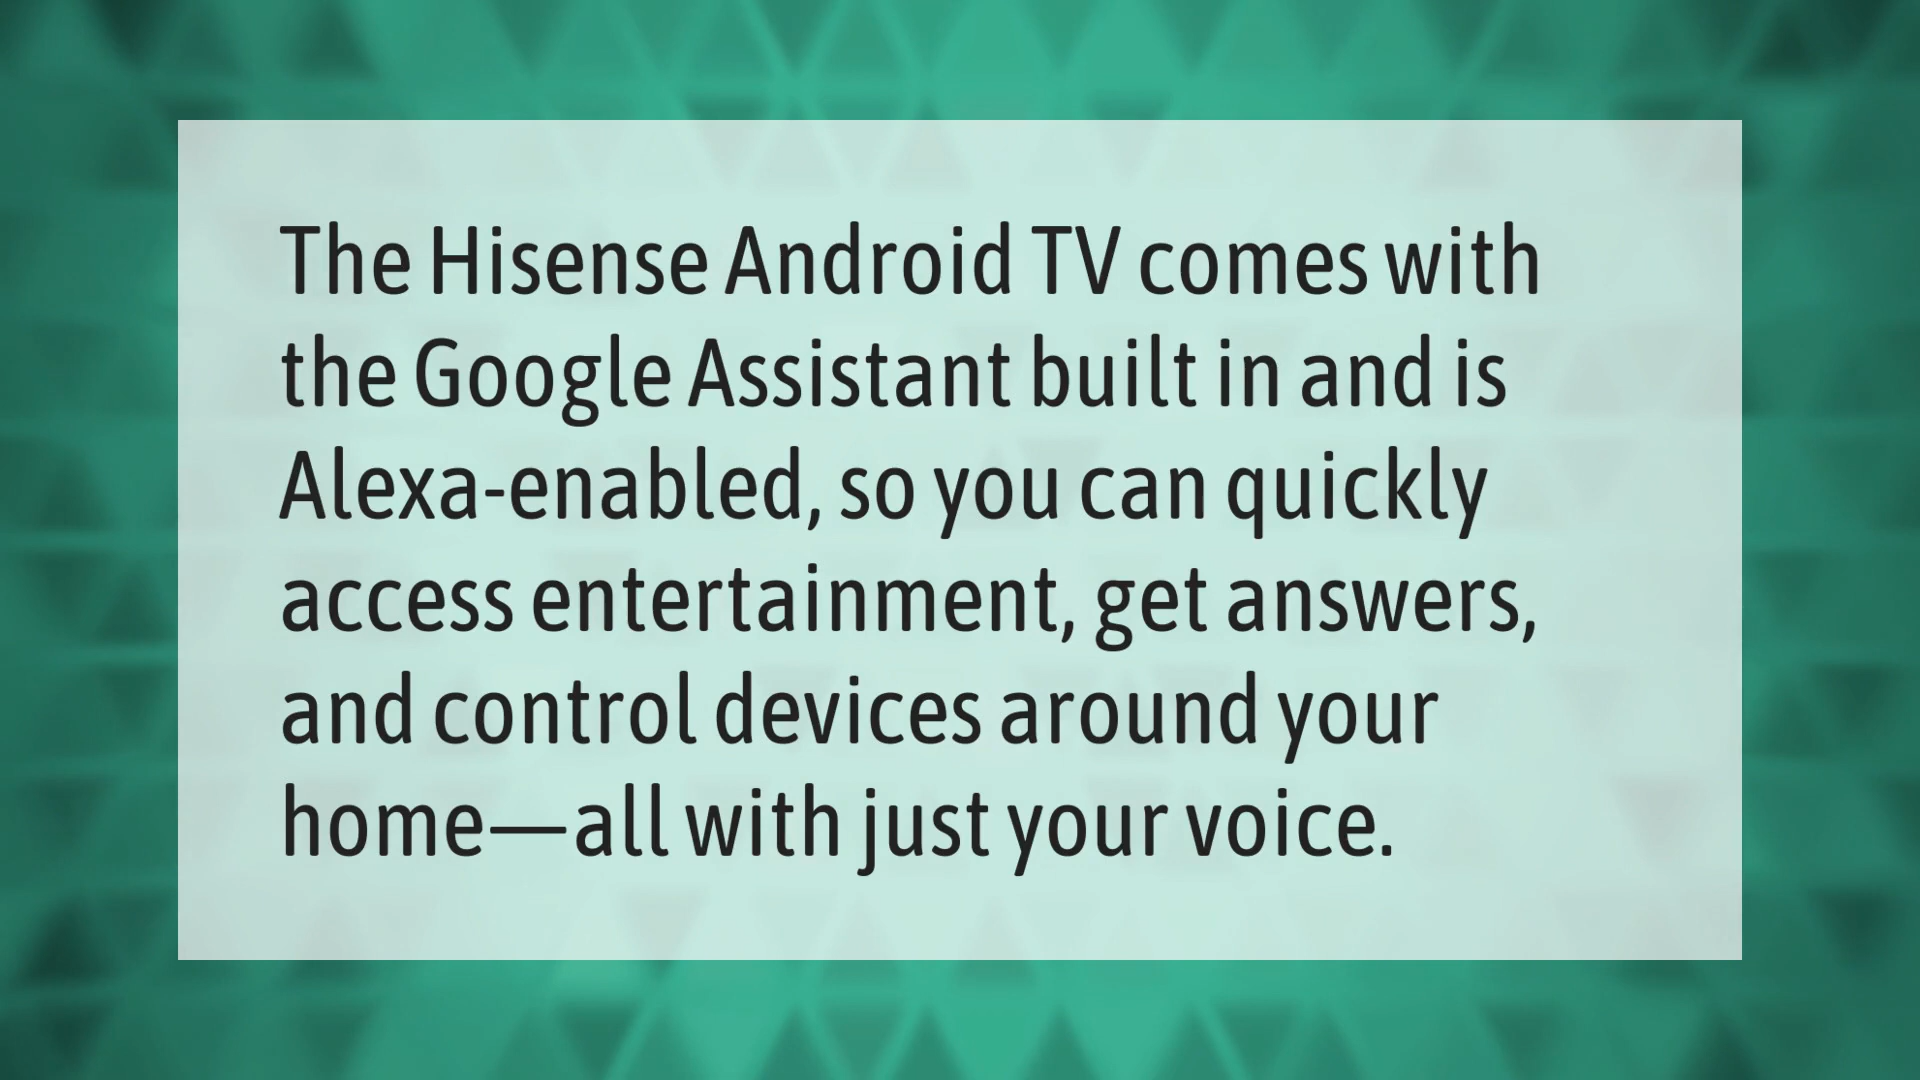 The Hisense Android TV comes with
the Google Assistant built in and is
Alexa-enabled, so you can quickly
access entertainment, get answers,
and control devices around your
home—all with just your voice.